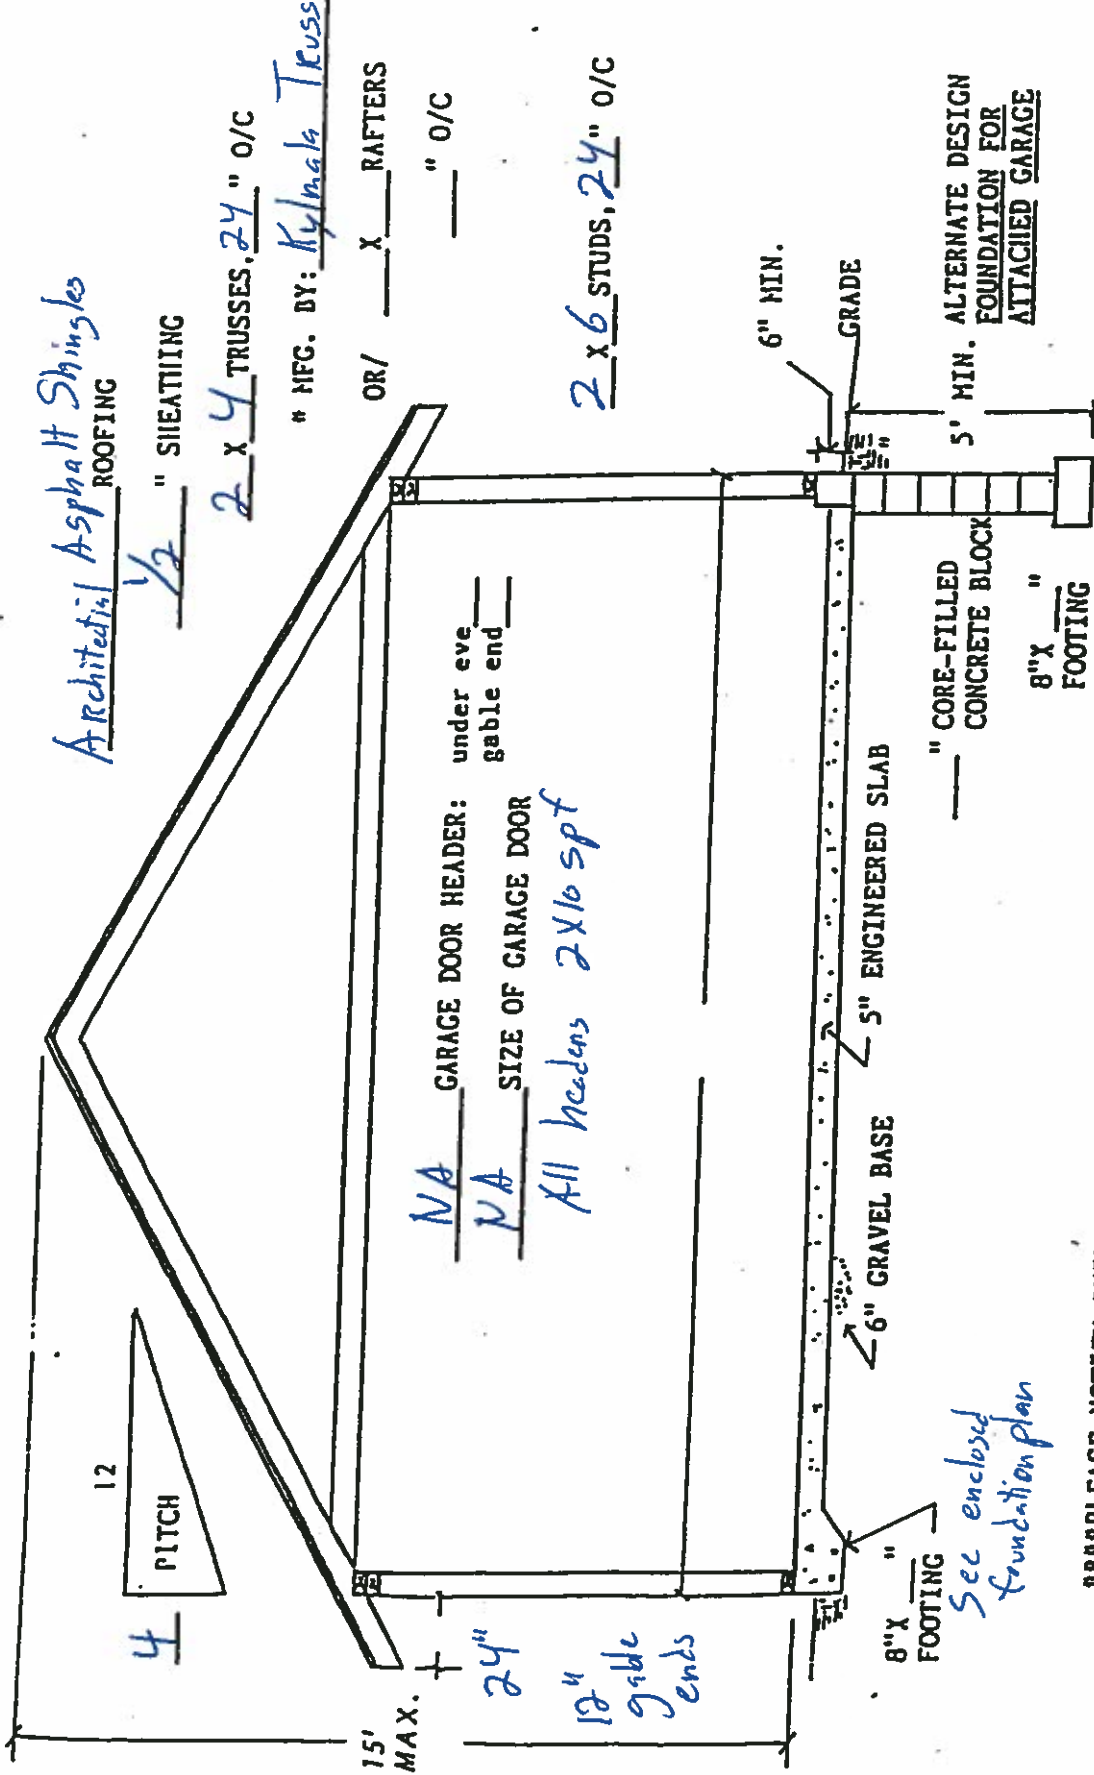 Architectial Asphalt Shingles
ROOFING
1/2 " SHEATHING
2 X 4 TRUSSES, 24 " O/C
* MFG. BY: Kylmala Truss
OR/ ___ X ___ RAFTERS
___ " O/C
2 X 6 STUDS, 24 " O/C
12
4 PITCH
15'
MAX.
24"
12"
gable
ends
NA GARAGE DOOR HEADER: under eve ___
gable end ___
NA SIZE OF GARAGE DOOR
All headers 2X10 spf
6" MIN.
GRADE
5' MIN.
ALTERNATE DESIGN
FOUNDATION FOR
ATTACHED GARAGE
___ " CORE-FILLED
CONCRETE BLOCK
8"X ___ "
FOOTING
5" ENGINEERED SLAB
6" GRAVEL BASE
8"X ___ "
FOOTING
See enclosed
foundation plan